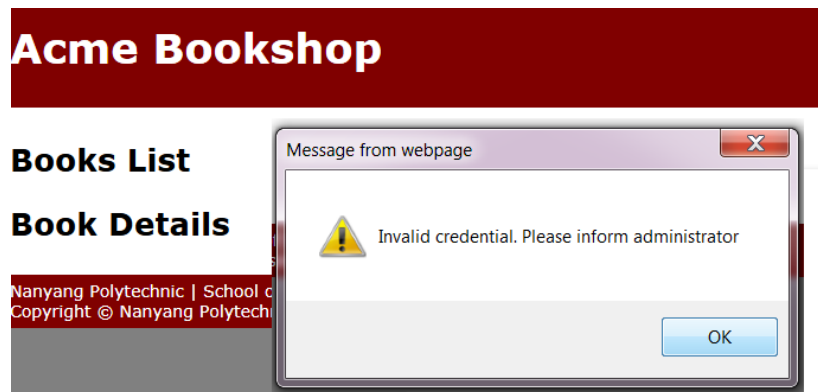 Acme Bookshop
Books List
Message from webpage
Book Details
Invalid credential. Please inform administrator
Nanyang Polytechnic | School
Copyright © Nanyang
OK